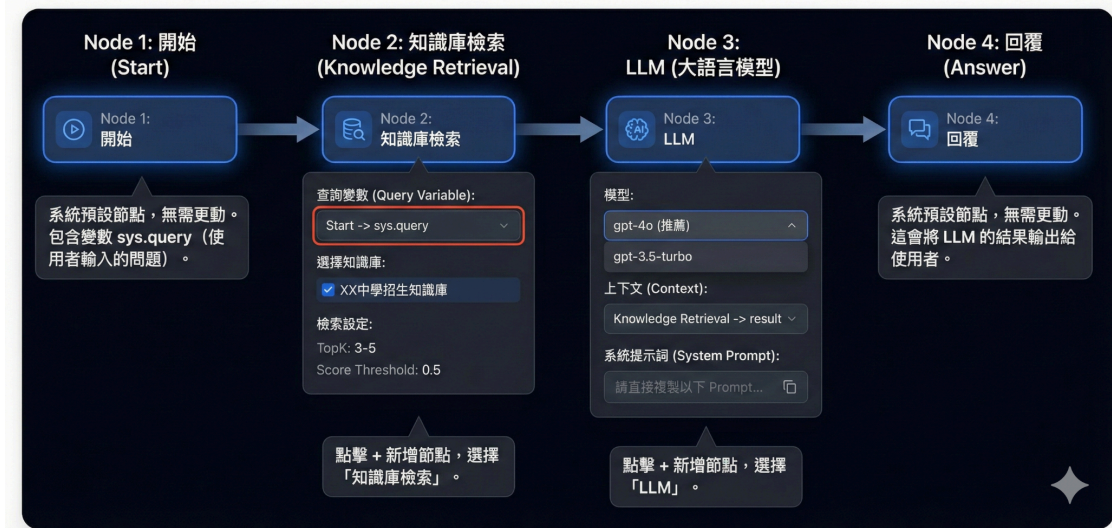 Node 1: 開始
(Start)
Node 2: 知識庫檢索
(Knowledge Retrieval)
Node 3:
LLM (大語言模型)
Node 4: 回覆
(Answer)
Node 1:
開始
Node 2:
知識庫檢索
Node 3:
LLM
Node 4:
回覆
系統預設節點，無需更動。
包含變數 sys.query（使
用者輸入的問題）。
查詢變數 (Query Variable):
Start -> sys.query
選擇知識庫:
XX中學招生知識庫
檢索設定:
TopK: 3-5
Score Threshold: 0.5
點擊 + 新增節點，選擇
「知識庫檢索」。
模型:
gpt-4o (推薦)
gpt-3.5-turbo
上下文 (Context):
Knowledge Retrieval -> result
系統提示詞 (System Prompt):
請直接複製以下 Prompt...
點擊 + 新增節點，選擇
「LLM」。
系統預設節點，無需更動。
這會將 LLM 的結果輸出給
使用者。
AI